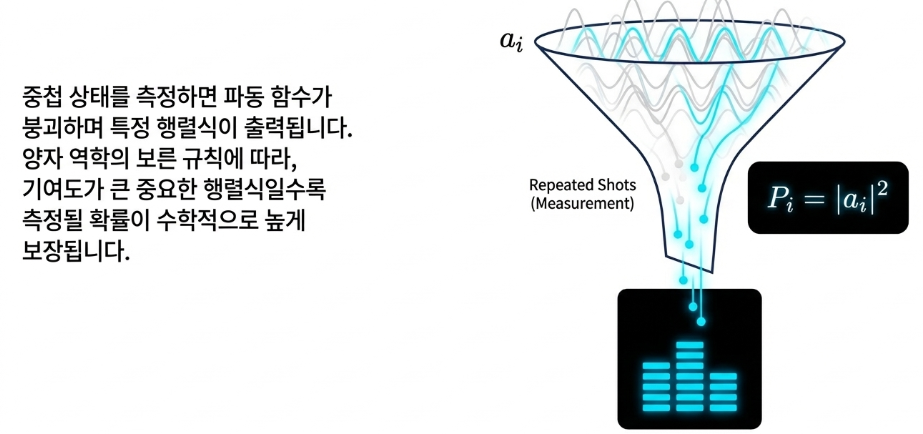 중첩 상태를 측정하면 파동 함수가
붕괴하며 특정 행렬식이 출력됩니다.
양자 역학의 보른 규칙에 따라,
기여도가 큰 중요한 행렬식일수록
측정될 확률이 수학적으로 높게
보장됩니다.
a_i
Repeated Shots
(Measurement)
P_i = |a_i|^2